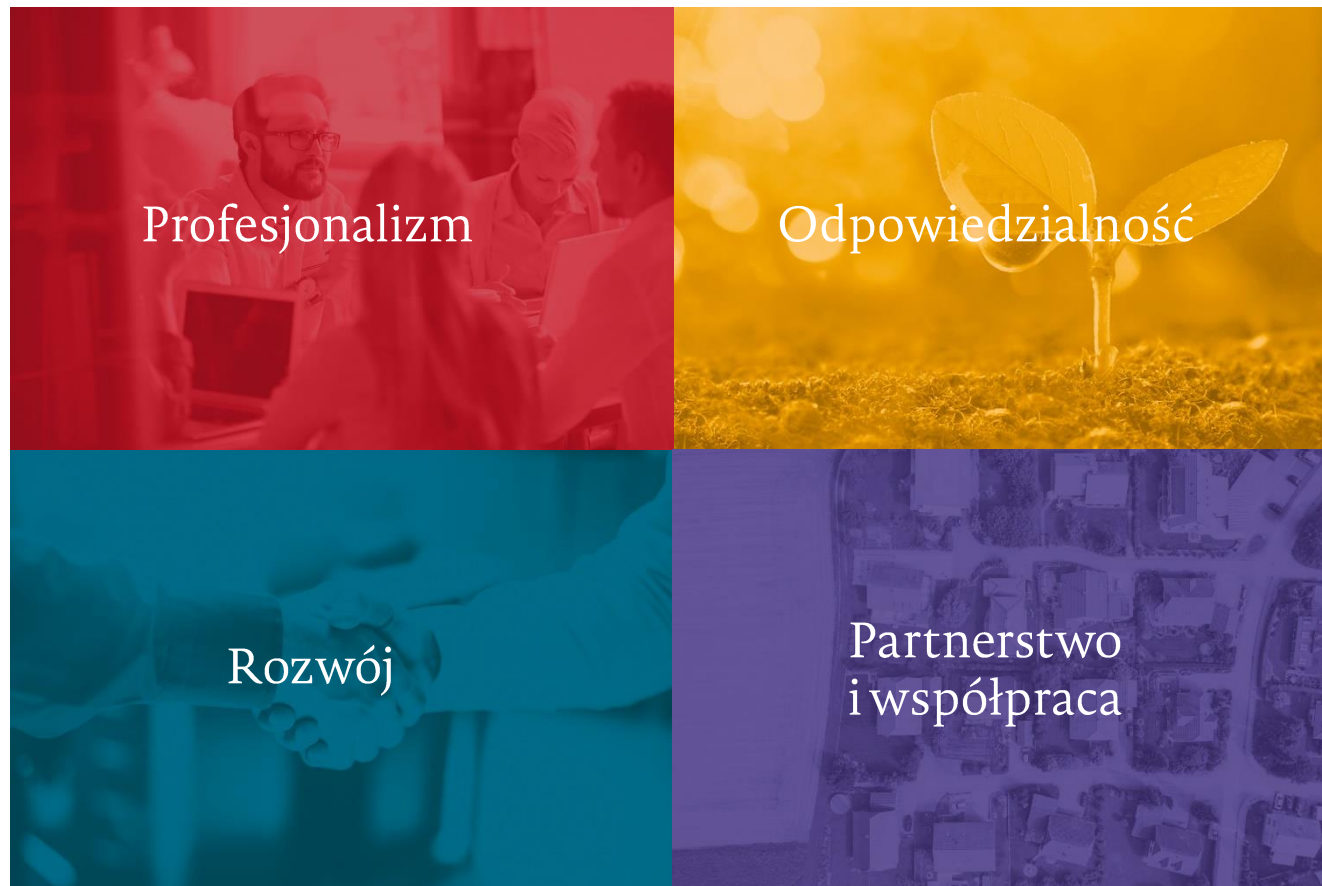 Profesjonalizm
Odpowiedzialność
Rozwój
Partnerstwo
i współpraca